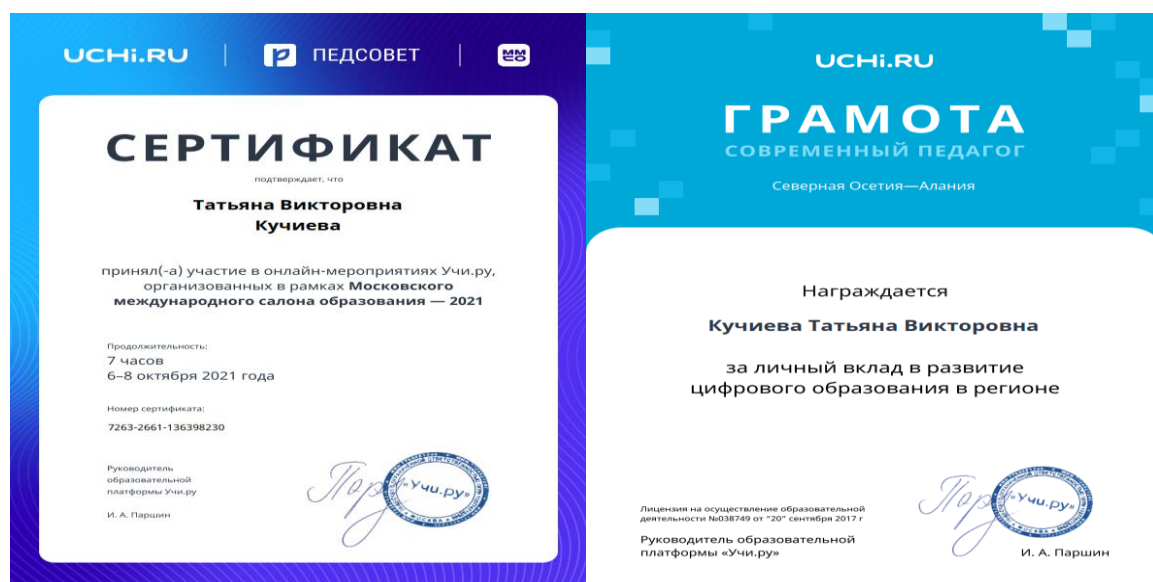 UCHi.RU
ПЕДСОВЕТ
ММСО
СЕРТИФИКАТ
подтверждает, что
Татьяна Викторовна
Кучиева
принял(-а) участие в онлайн-мероприятиях Учи.ру,
организованных в рамках Московского
международного салона образования — 2021
Продолжительность:
7 часов
6–8 октября 2021 года
Номер сертификата:
7263-2661-136398230
Руководитель
образовательной
платформы Учи.ру
И. А. Паршин
«Учи.ру»
UCHi.RU
ГРАМОТА
СОВРЕМЕННЫЙ ПЕДАГОГ
Северная Осетия—Алания
Награждается
Кучиева Татьяна Викторовна
за личный вклад в развитие
цифрового образования в регионе
Лицензия на осуществление образовательной
деятельности №038749 от "20" сентября 2017 г
Руководитель образовательной
платформы «Учи.ру»
«Учи.ру»
И. А. Паршин